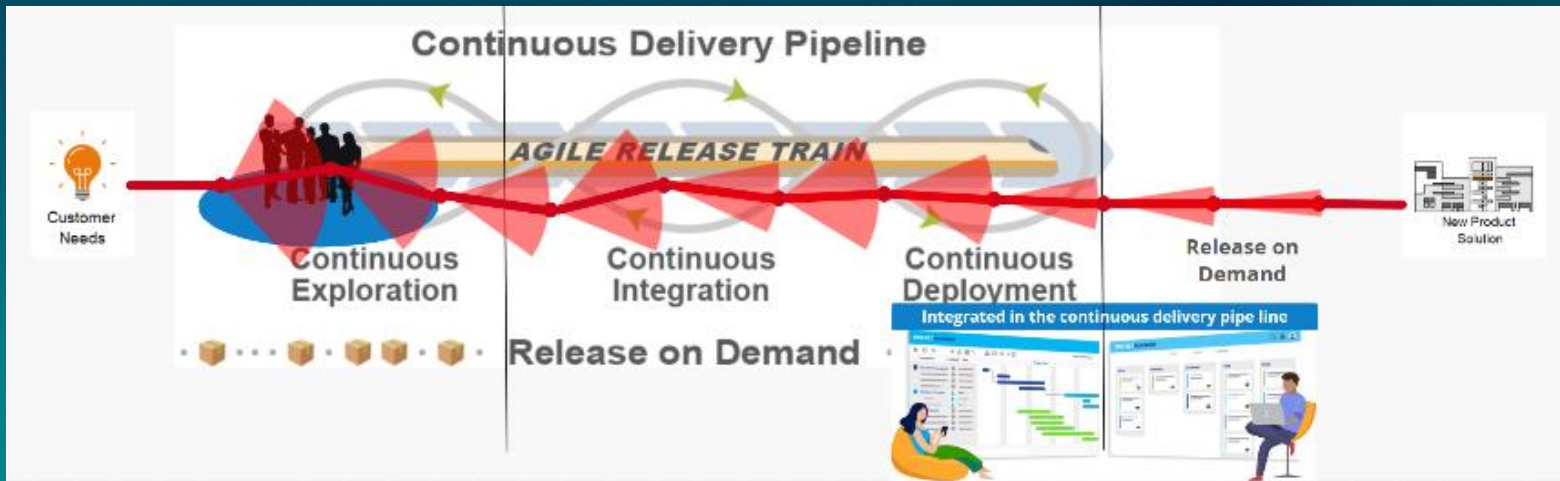 Continuous Delivery Pipeline
AGILE RELEASE TRAIN
Customer
Needs
New Product
Solution
Continuous
Exploration
Continuous
Integration
Continuous
Deployment
Release on
Demand
Integrated in the continuous delivery pipe line
Release on Demand